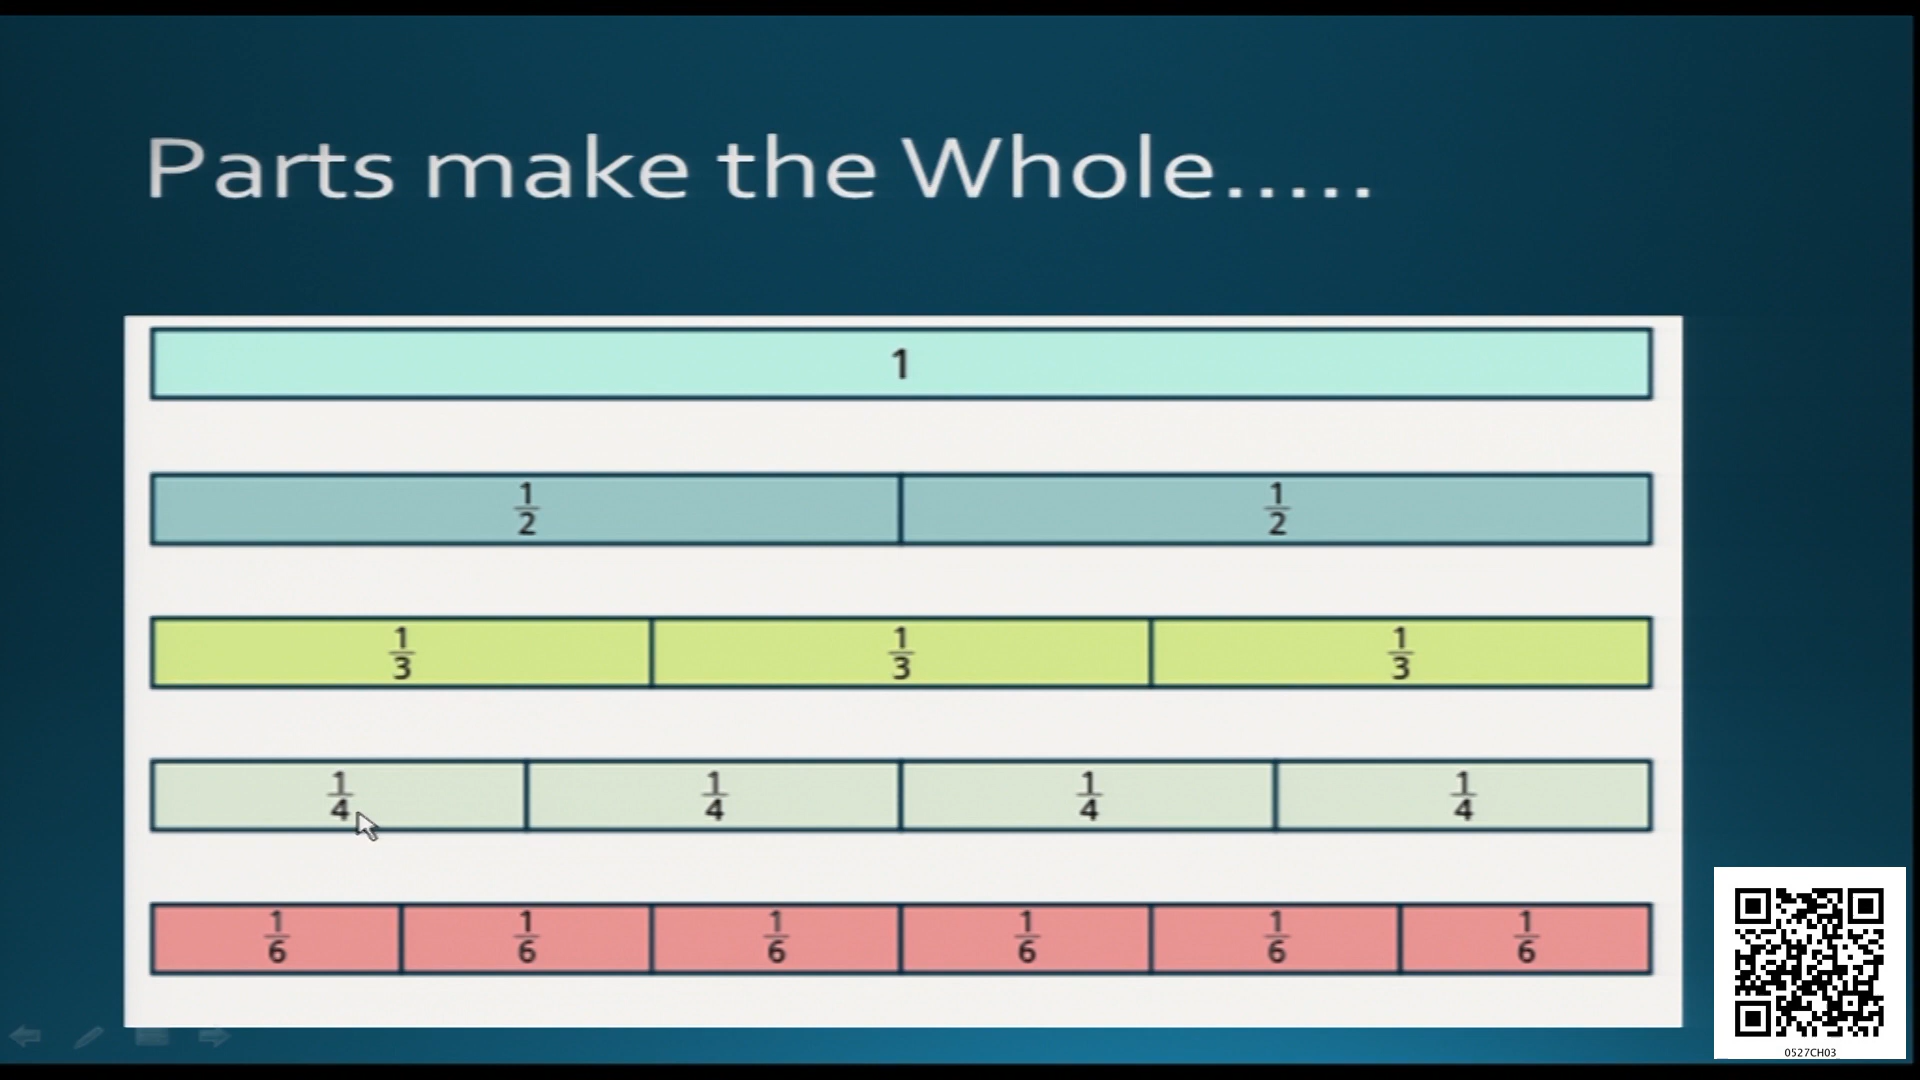 Parts make the Whole.....
1
1/2 1/2
1/3 1/3 1/3
1/4 1/4 1/4 1/4
1/6 1/6 1/6 1/6 1/6 1/6
0527CH03